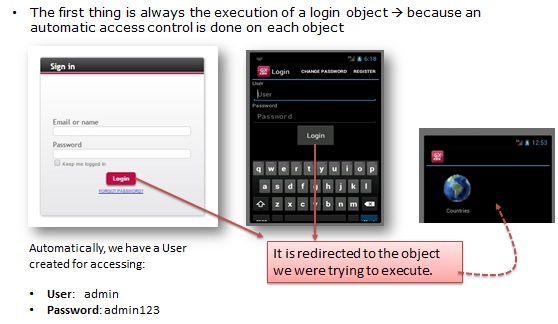 • The first thing is always the execution of a login object → because an
automatic access control is done on each object
Sign in
Email or name
Password
Keep me logged in
Login
FORGOT PASSWORD?
6:18
Login CHANGE PASSWORD REGISTER
User
User
Password
Password
Login
q w e r t y u i o p
a s d f g h j k l
z x c v b n m
12:53
Countries
Automatically, we have a User
created for accessing:
• User: admin
• Password: admin123
It is redirected to the object
we were trying to execute.